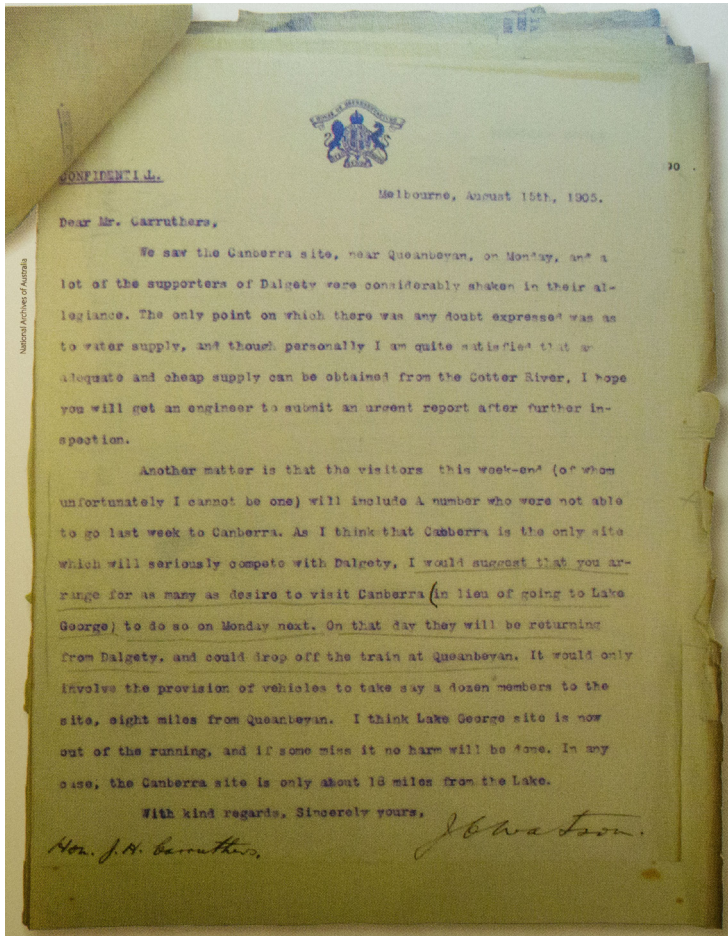 CONFIDENTIAL.
Melbourne, August 15th, 1905.
Dear Mr. Carruthers,
We saw the Canberra site, near Queanbeyan, on Monday, and a
lot of the supporters of Dalgety were considerably shaken in their al-
legiance. The only point on which there was any doubt expressed was as
to water supply, and though personally I am quite satisfied that an
adequate and cheap supply can be obtained from the Cotter River, I hope
you will get an engineer to submit an urgent report after further in-
spection.
Another matter is that the visitors this week-end (of whom
unfortunately I cannot be one) will include A number who were not able
to go last week to Canberra. As I think that Canberra is the only site
which will seriously compete with Dalgety, I would suggest that you ar-
range for as many as desire to visit Canberra (in lieu of going to Lake
George) to do so on Monday next. On that day they will be returning
from Dalgety, and could drop off the train at Queanbeyan. It would only
involve the provision of vehicles to take say a dozen members to the
site, eight miles from Queanbeyan. I think Lake George site is now
out of the running, and if some miss it no harm will be done. In any
case, the Canberra site is only about 16 miles from the Lake.
With kind regards, Sincerely yours,
J C Watson.
Hon. J. H. Carruthers,
National Archives of Australia